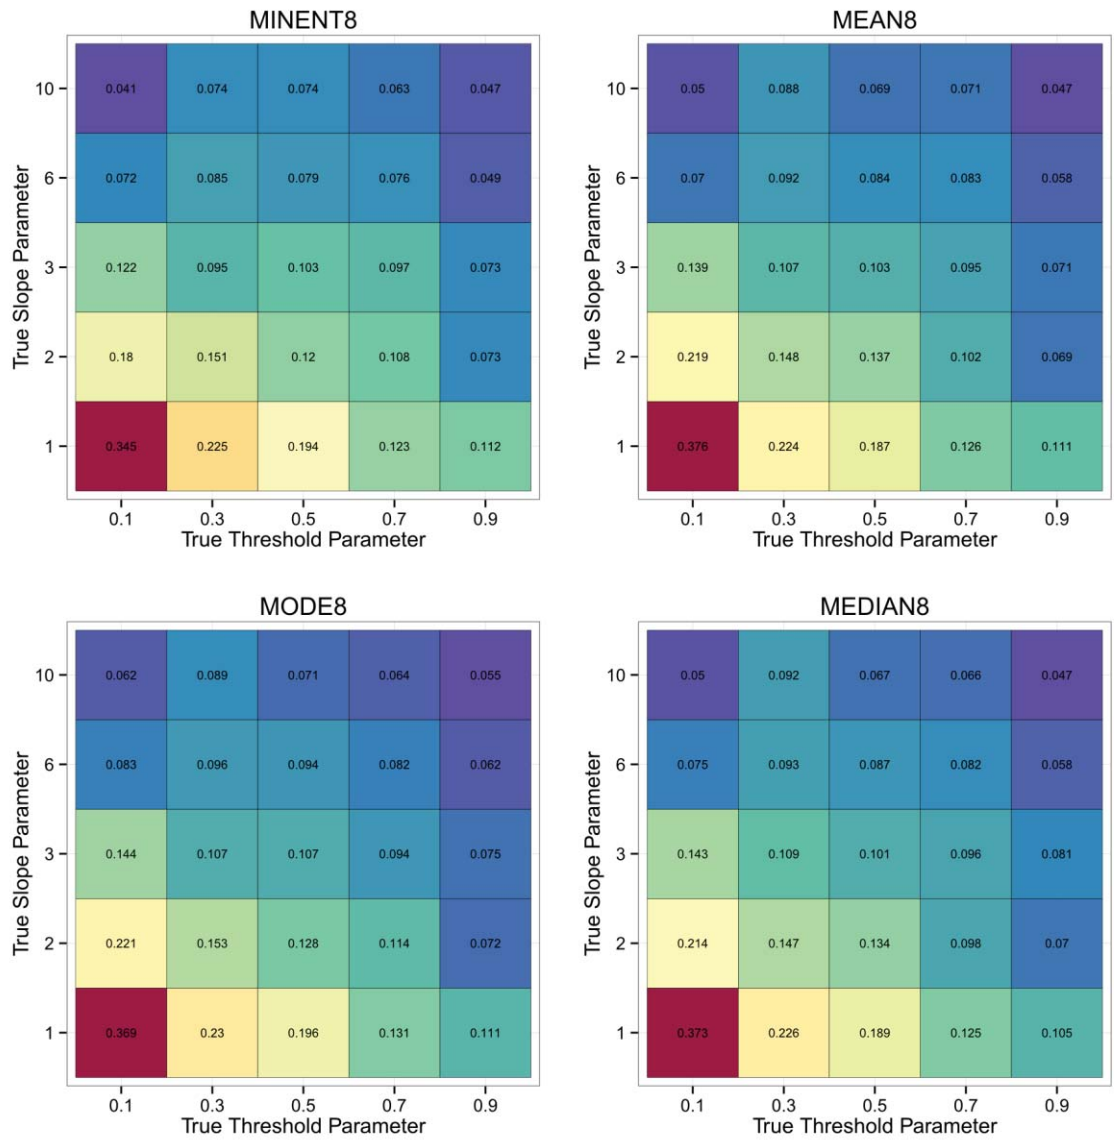 MINENT8
True Slope Parameter
10 0.041 0.074 0.074 0.063 0.047
6 0.072 0.085 0.079 0.076 0.049
3 0.122 0.095 0.103 0.097 0.073
2 0.18 0.151 0.12 0.108 0.073
1 0.345 0.225 0.194 0.123 0.112
0.1 0.3 0.5 0.7 0.9
True Threshold Parameter
MEAN8
True Slope Parameter
10 0.05 0.088 0.069 0.071 0.047
6 0.07 0.092 0.084 0.083 0.058
3 0.139 0.107 0.103 0.095 0.071
2 0.219 0.148 0.137 0.102 0.069
1 0.376 0.224 0.187 0.126 0.111
0.1 0.3 0.5 0.7 0.9
True Threshold Parameter
MODE8
True Slope Parameter
10 0.062 0.089 0.071 0.064 0.055
6 0.083 0.096 0.094 0.082 0.062
3 0.144 0.107 0.107 0.094 0.075
2 0.221 0.153 0.128 0.114 0.072
1 0.369 0.23 0.196 0.131 0.111
0.1 0.3 0.5 0.7 0.9
True Threshold Parameter
MEDIAN8
True Slope Parameter
10 0.05 0.092 0.067 0.066 0.047
6 0.075 0.093 0.087 0.082 0.058
3 0.143 0.109 0.101 0.096 0.081
2 0.214 0.147 0.134 0.098 0.07
1 0.373 0.226 0.189 0.125 0.105
0.1 0.3 0.5 0.7 0.9
True Threshold Parameter